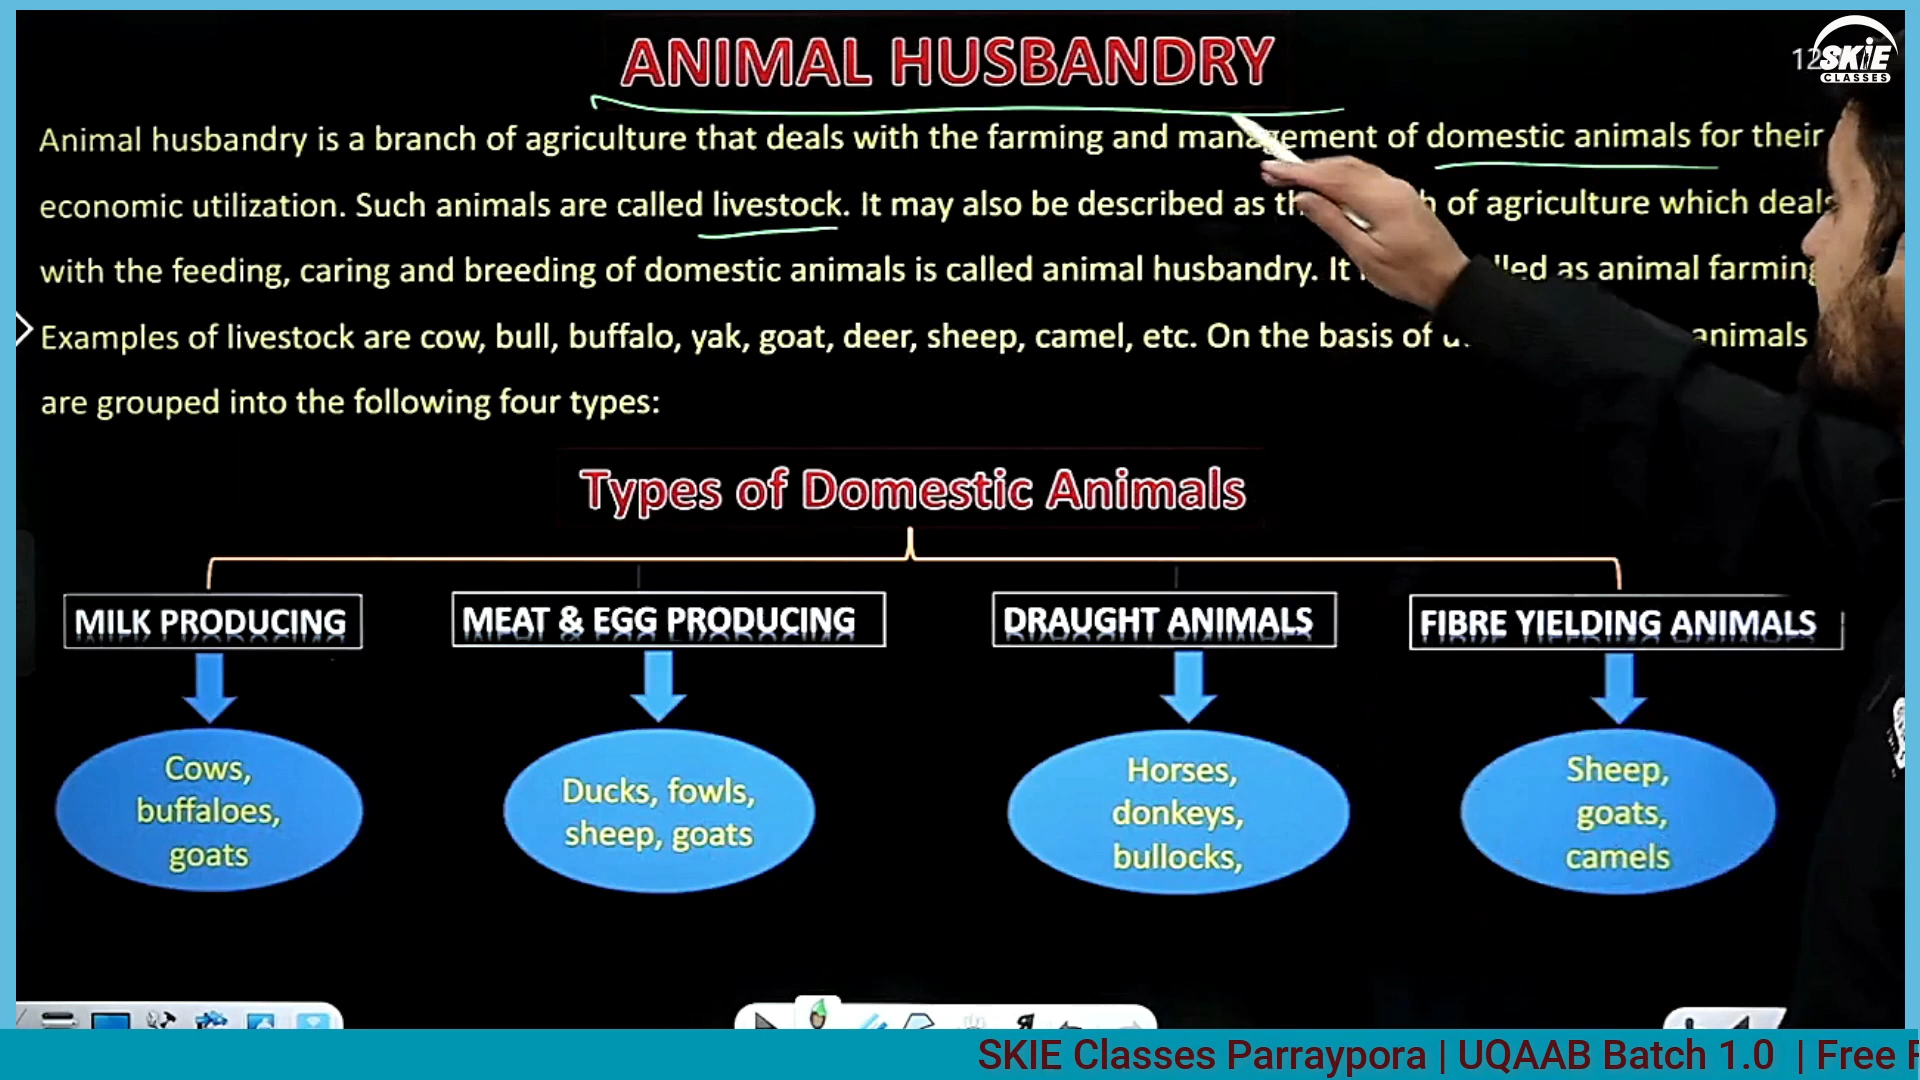 ANIMAL HUSBANDRY
12
SKiE
CLASSES
Animal husbandry is a branch of agriculture that deals with the farming and management of domestic animals for their
economic utilization. Such animals are called livestock. It may also be described as of agriculture which deals
with the feeding, caring and breeding of domestic animals is called animal husbandry. It as animal farming
Examples of livestock are cow, bull, buffalo, yak, goat, deer, sheep, camel, etc. On the basis of animals
are grouped into the following four types:
Types of Domestic Animals
MILK PRODUCING
MEAT & EGG PRODUCING
DRAUGHT ANIMALS
FIBRE YIELDING ANIMALS
Cows,
buffaloes,
goats
Ducks, fowls,
sheep, goats
Horses,
donkeys,
bullocks,
Sheep,
goats,
camels
SKIE Classes Parraypora | UQAAB Batch 1.0 | Free